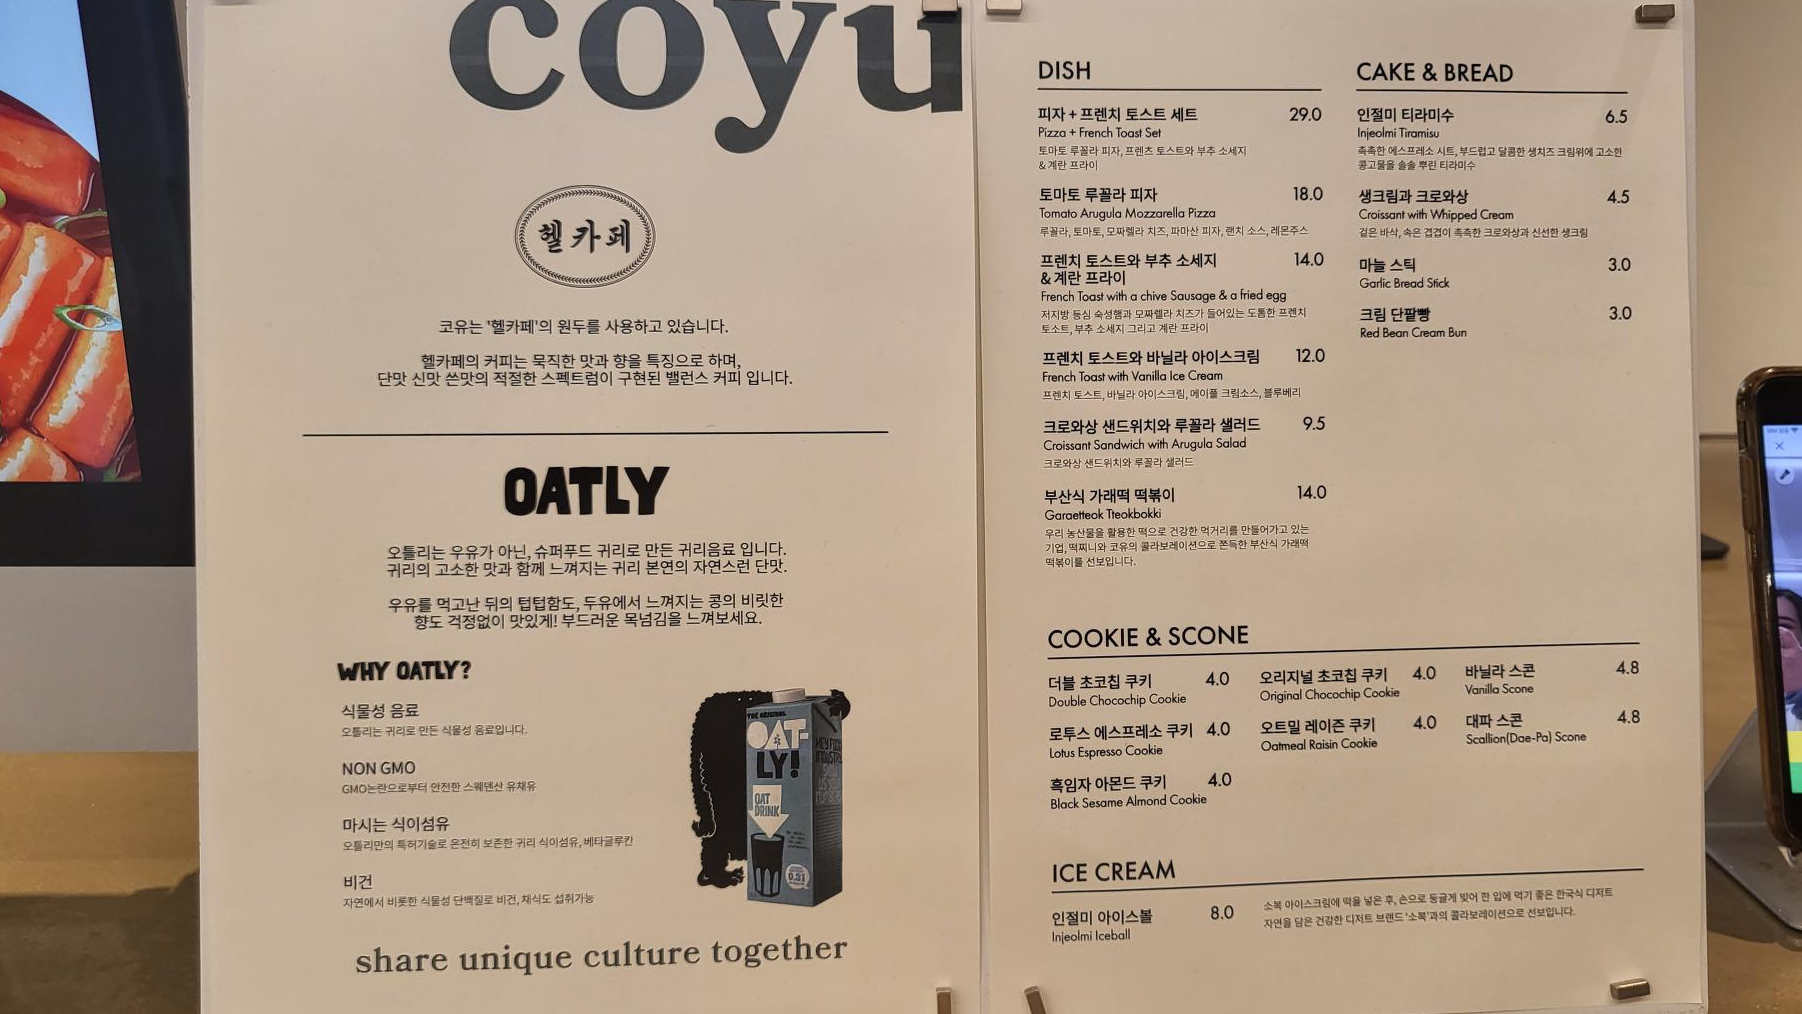 coyu
헬카페
코유는 '헬카페'의 원두를 사용하고 있습니다.
헬카페의 커피는 묵직한 맛과 향을 특징으로 하며,
단맛 신맛 쓴맛의 적절한 스펙트럼이 구현된 밸런스 커피 입니다.
OATLY
오틀리는 우유가 아닌, 슈퍼푸드 귀리로 만든 귀리음료 입니다.
귀리의 고소한 맛과 함께 느껴지는 귀리 본연의 자연스런 단맛.
우유를 먹고난 뒤의 텁텁함도, 두유에서 느껴지는 콩의 비릿한
향도 걱정없이 맛있게! 부드러운 목넘김을 느껴보세요.
WHY OATLY?
식물성 음료
오틀리는 귀리로 만든 식물성 음료입니다.
NON GMO
GMO논란으로부터 안전한 스웨덴산 유채유
마시는 식이섬유
오틀리만의 특허기술로 온전히 보존한 귀리 식이섬유, 베타글루칸
비건
자연에서 비롯한 식물성 단백질로 비건, 채식도 섭취가능
THE ORIGINAL
OAT-
LY!
OAT
DRINK
share unique culture together
DISH
피자 + 프렌치 토스트 세트 29.0
Pizza + French Toast Set
토마토 루꼴라 피자, 프렌츠 토스트와 부추 소세지
& 계란 프라이
토마토 루꼴라 피자 18.0
Tomato Arugula Mozzarella Pizza
루꼴라, 토마토, 모짜렐라 치즈, 파마산 피자, 랜치 소스, 레몬주스
프렌치 토스트와 부추 소세지 14.0
& 계란 프라이
French Toast with a chive Sausage & a fried egg
저지방 등심 숙성햄과 모짜렐라 치즈가 들어있는 도톰한 프렌치
토소트, 부추 소세지 그리고 계란 프라이
프렌치 토스트와 바닐라 아이스크림 12.0
French Toast with Vanilla Ice Cream
프렌치 토스트, 바닐라 아이스크림, 메이플 크림소스, 블루베리
크로와상 샌드위치와 루꼴라 샐러드 9.5
Croissant Sandwich with Arugula Salad
크로와상 샌드위치와 루꼴라 샐러드
부산식 가래떡 떡볶이 14.0
Garaetteok Tteokbokki
우리 농산물을 활용한 떡으로 건강한 먹거리를 만들어가고 있는
기업, 떡찌니와 코유의 콜라보레이션으로 쫀득한 부산식 가래떡
떡볶이를 선보입니다.
CAKE & BREAD
인절미 티라미수 6.5
Injeolmi Tiramisu
촉촉한 에스프레소 시트, 부드럽고 달콤한 생치즈 크림위에 고소한
콩고물을 솔솔 뿌린 티라미수
생크림과 크로와상 4.5
Croissant with Whipped Cream
겉은 바삭, 속은 겹겹이 촉촉한 크로와상과 신선한 생크림
마늘 스틱 3.0
Garlic Bread Stick
크림 단팥빵 3.0
Red Bean Cream Bun
COOKIE & SCONE
더블 초코칩 쿠키 4.0
Double Chocochip Cookie
로투스 에스프레소 쿠키 4.0
Lotus Espresso Cookie
흑임자 아몬드 쿠키 4.0
Black Sesame Almond Cookie
오리지널 초코칩 쿠키 4.0
Original Chocochip Cookie
오트밀 레이즌 쿠키 4.0
Oatmeal Raisin Cookie
바닐라 스콘 4.8
Vanilla Scone
대파 스콘 4.8
Scallion(Dae-Pa) Scone
ICE CREAM
인절미 아이스볼 8.0
Injeolmi Iceball
소복 아이스크림에 떡을 넣은 후, 손으로 둥글게 빚어 한 입에 먹기 좋은 한국식 디저트
자연을 담은 건강한 디저트 브랜드 '소복'과의 콜라보레이션으로 선보입니다.